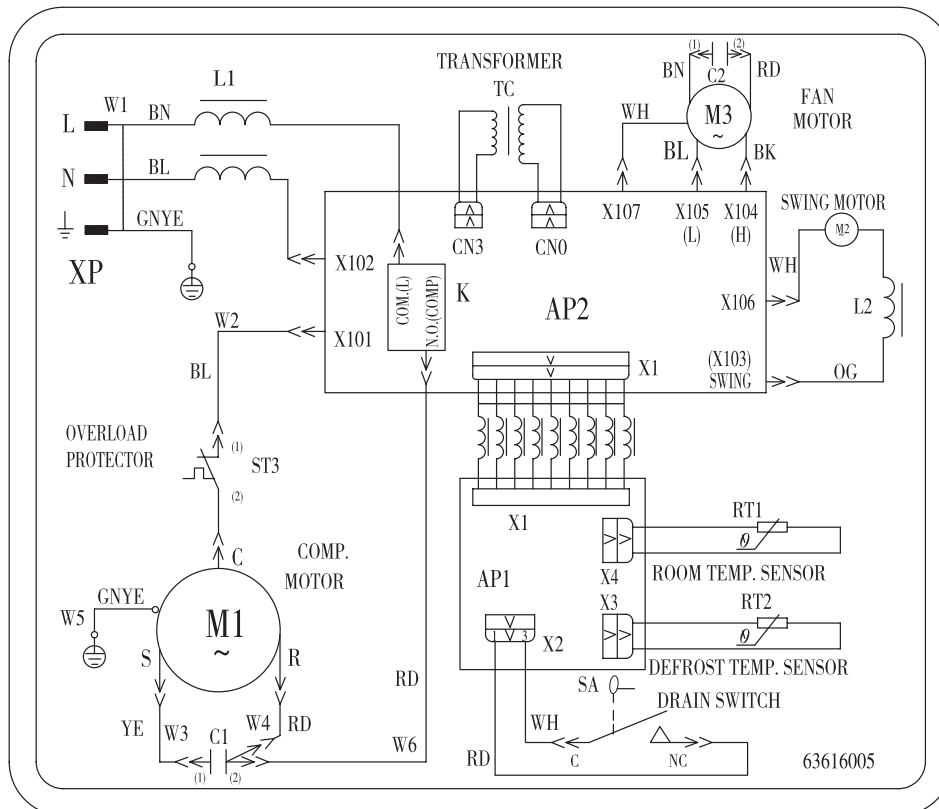 (1)
(2)
TRANSFORMER
TC
BN
C2
RD
L1
W1
BN
L
WH
M3
~
FAN
MOTOR
BL
BK
N
BL
GNYE
XP
CN3
CN0
X107
X105
(L)
X104
(H)
SWING MOTOR
M2
X102
COM.(L)
N.O.(COMP)
K
AP2
WH
X106
L2
W2
X101
(X103)
SWING
X1
OG
BL
OVERLOAD
PROTECTOR
(1)
ST3
(2)
X1
RT1
θ
X4
ROOM TEMP. SENSOR
C
COMP.
MOTOR
AP1
GNYE
W5
M1
~
X3
RT2
θ
1
3
X2
DEFROST TEMP. SENSOR
S
R
RD
SA
DRAIN SWITCH
YE
W3
C1
W4
RD
(1)
(2)
W6
WH
RD
C
NC
63616005